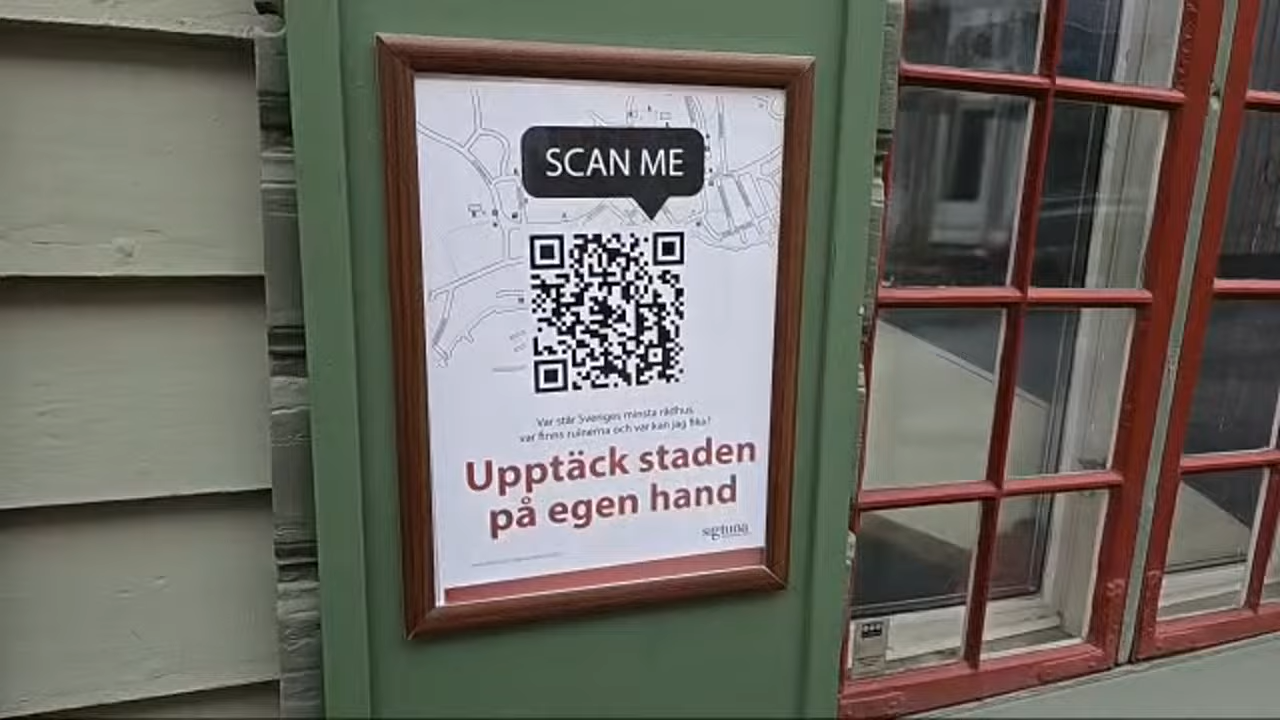 SCAN ME
Var står Sveriges minsta rådhus,
var finns ruinerna och var kan jag fika?
Upptäck staden
på egen hand
sigtuna